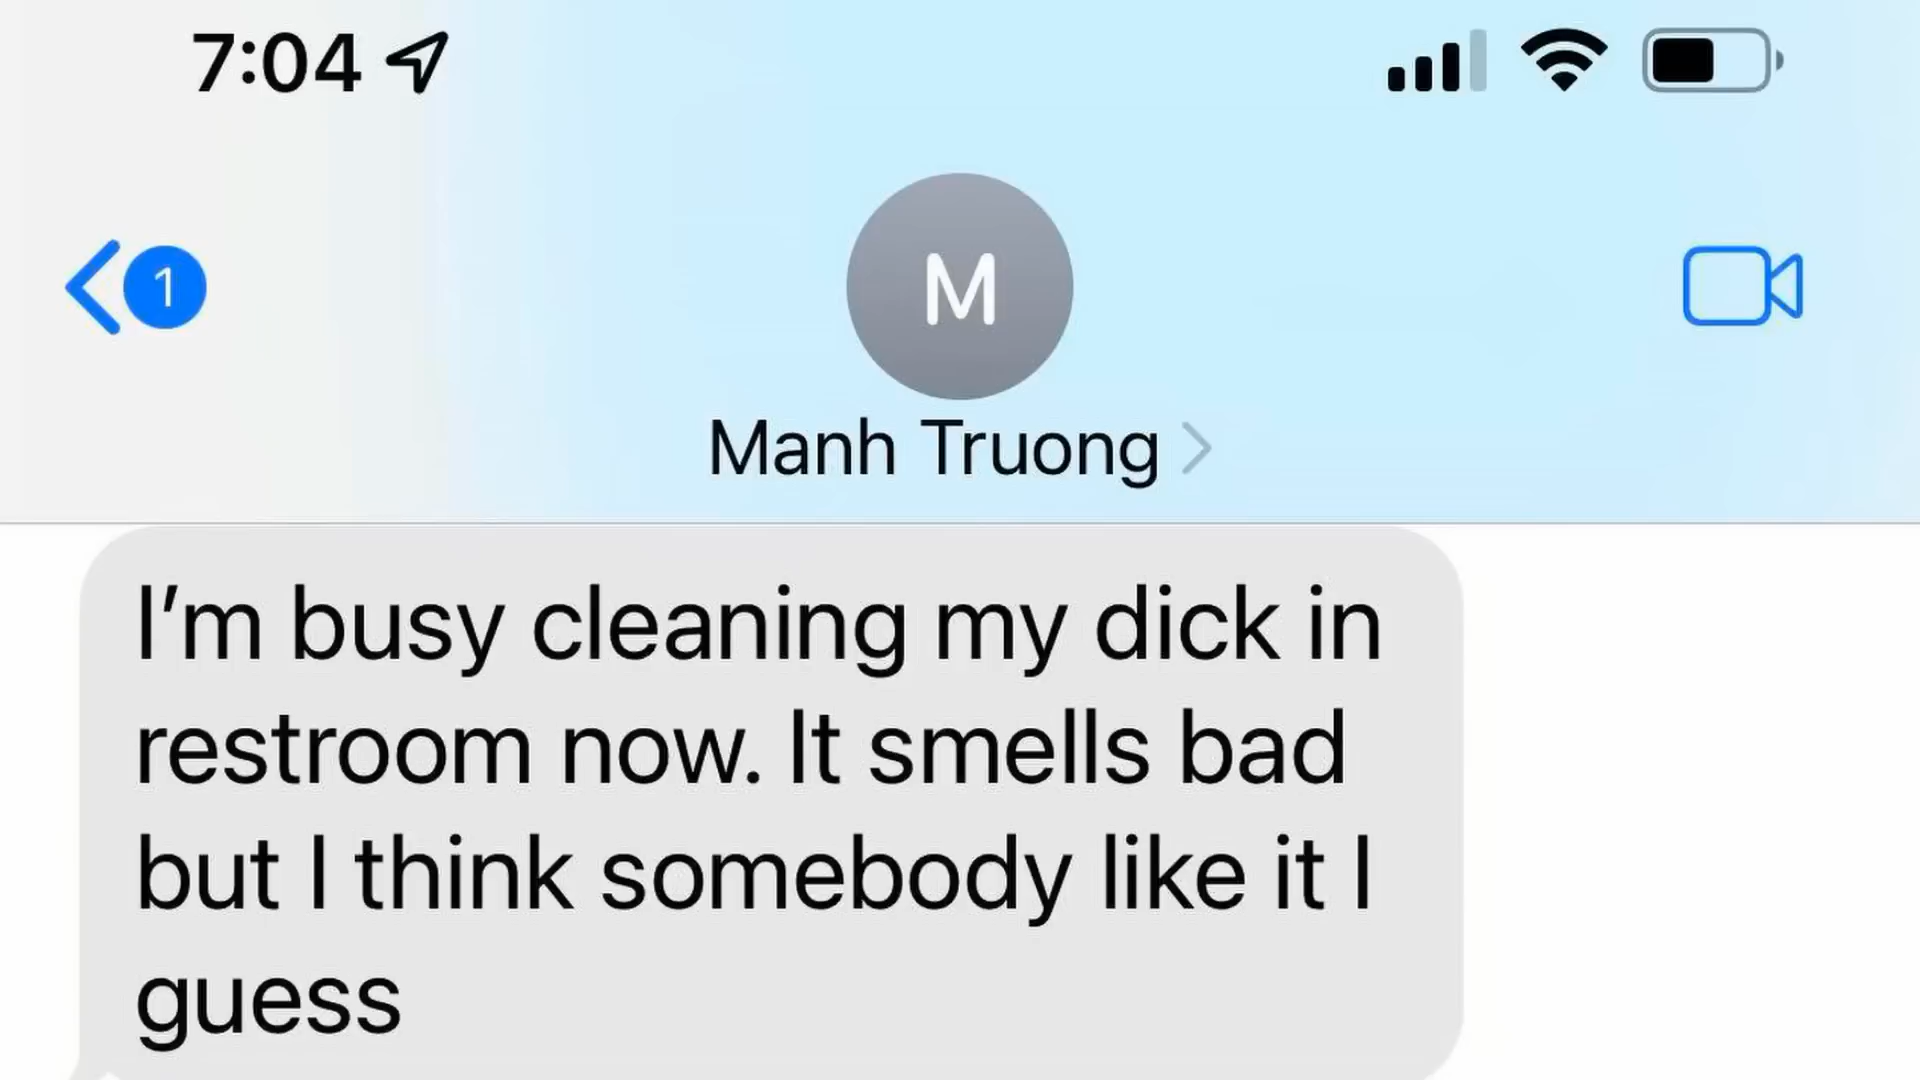 7:04
1
M
Manh Truong
I’m busy cleaning my dick in
restroom now. It smells bad
but I think somebody like it I
guess